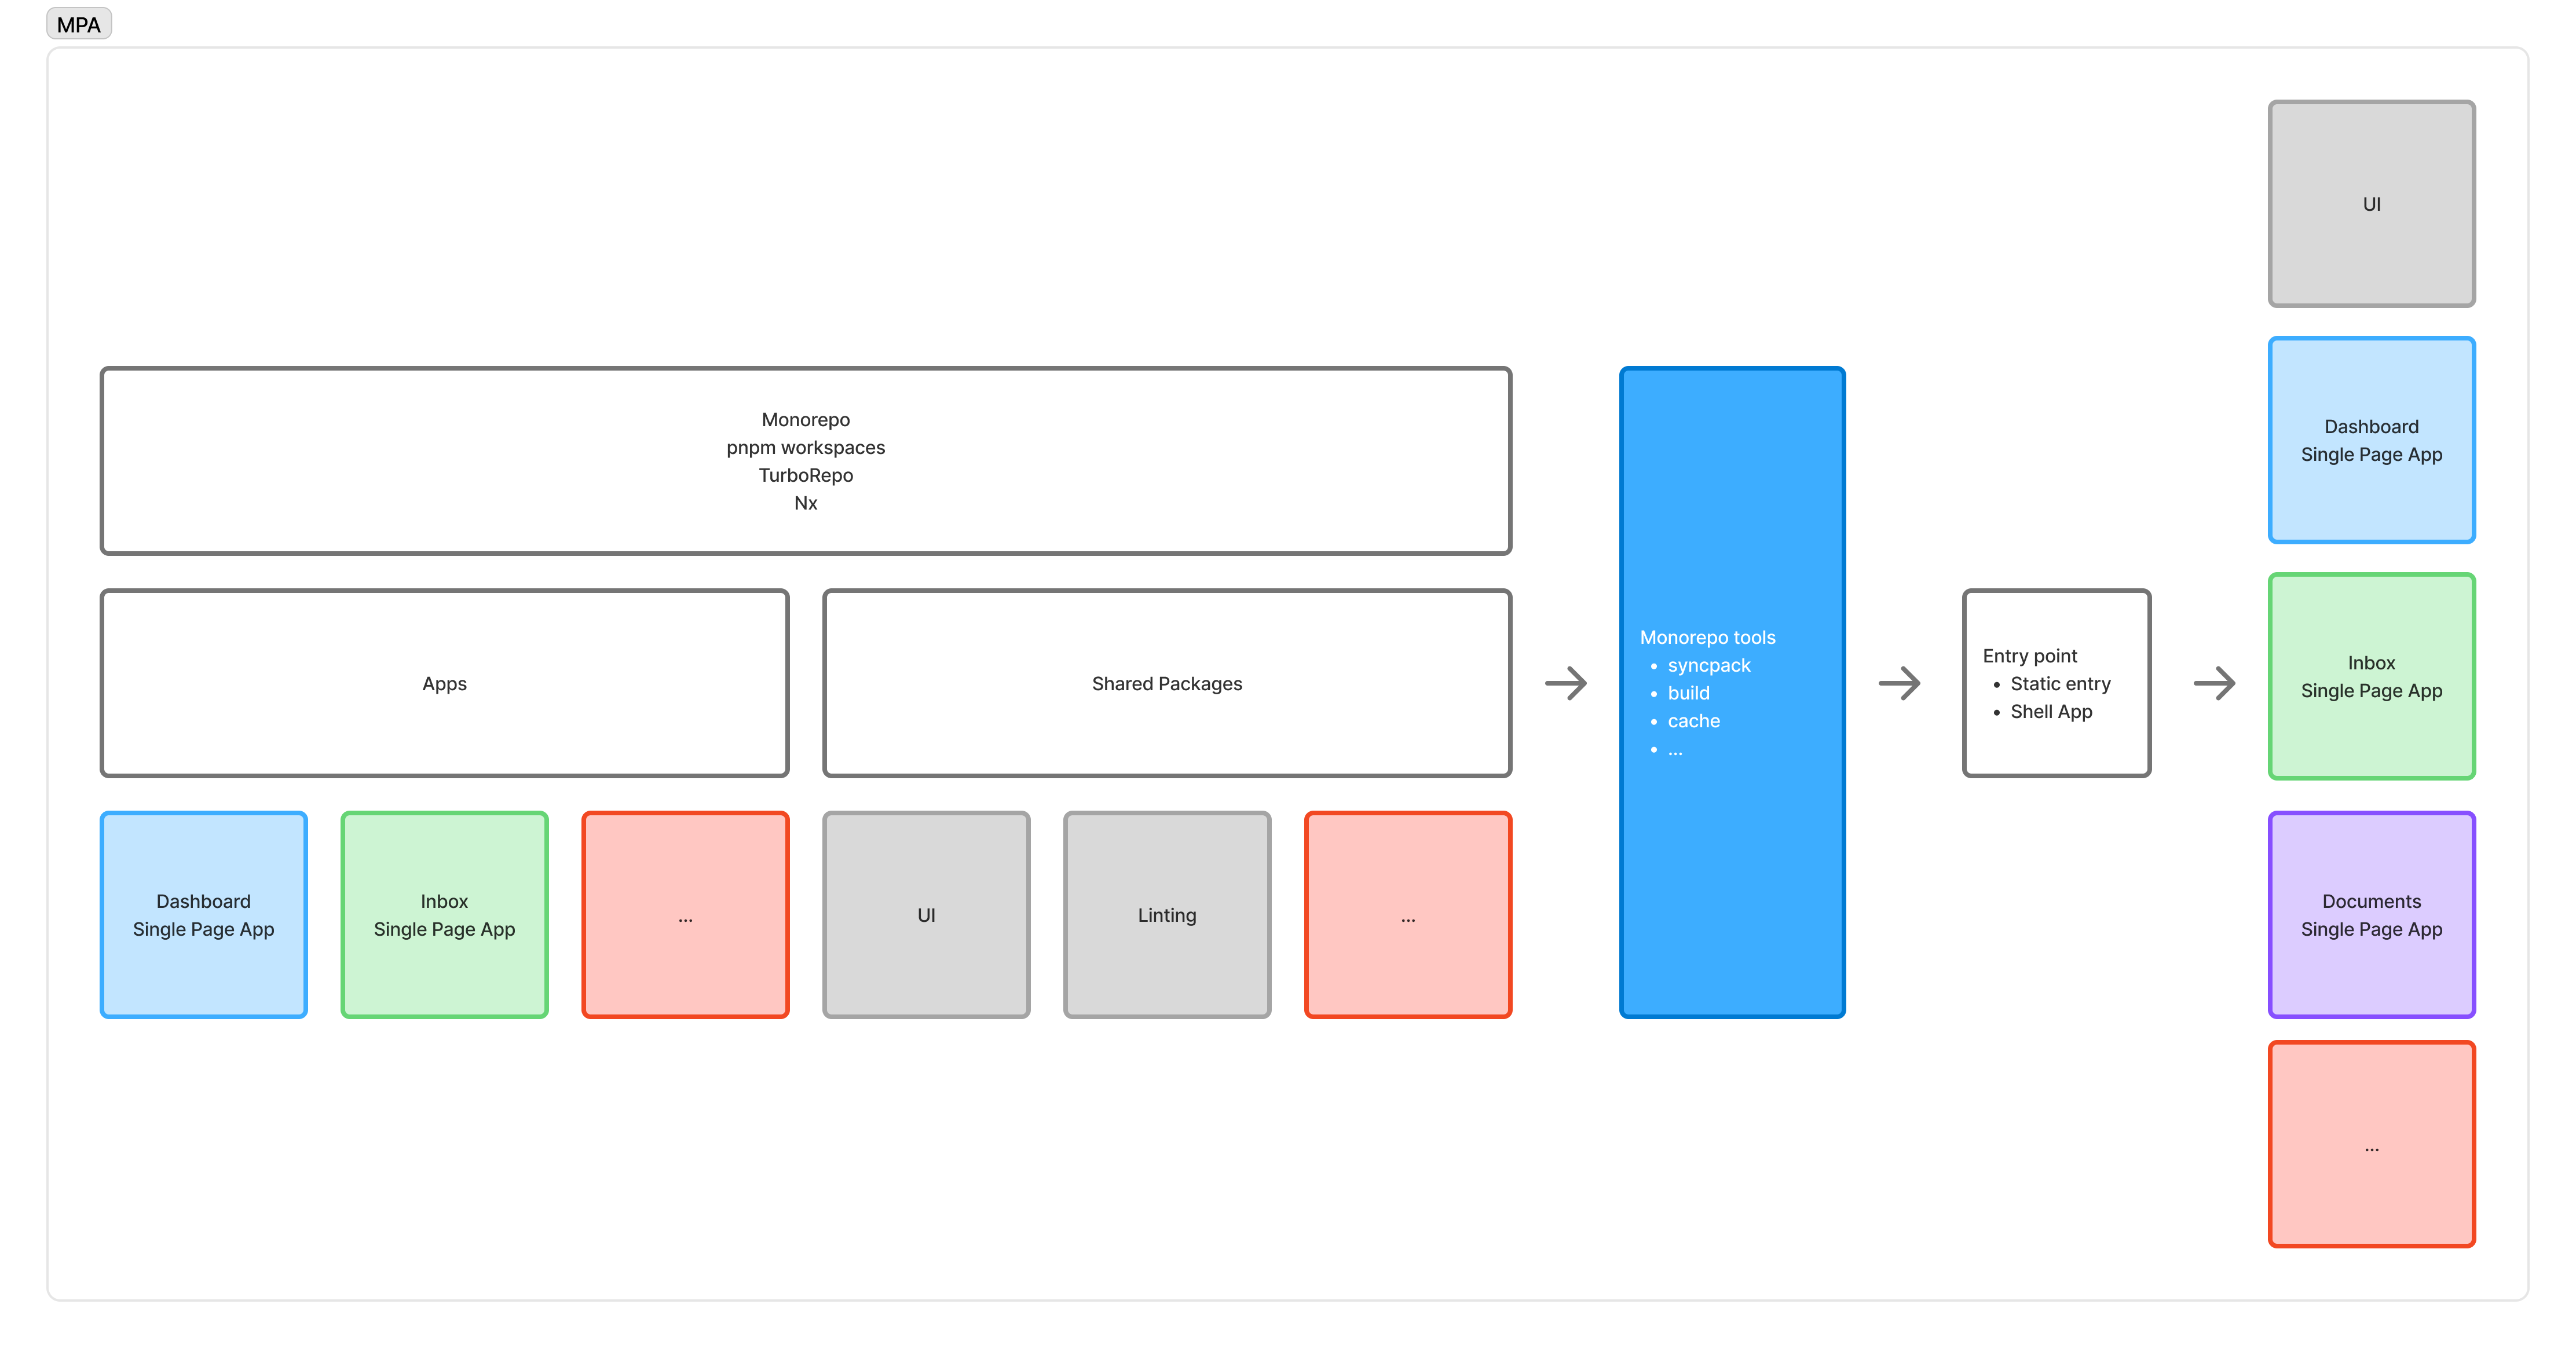 MPA
Monorepo
pnpm workspaces
TurboRepo
Nx
Apps
Shared Packages
Dashboard
Single Page App
Inbox
Single Page App
...
UI
Linting
...
Monorepo tools
• syncpack
• build
• cache
• ...
Entry point
• Static entry
• Shell App
UI
Dashboard
Single Page App
Inbox
Single Page App
Documents
Single Page App
...